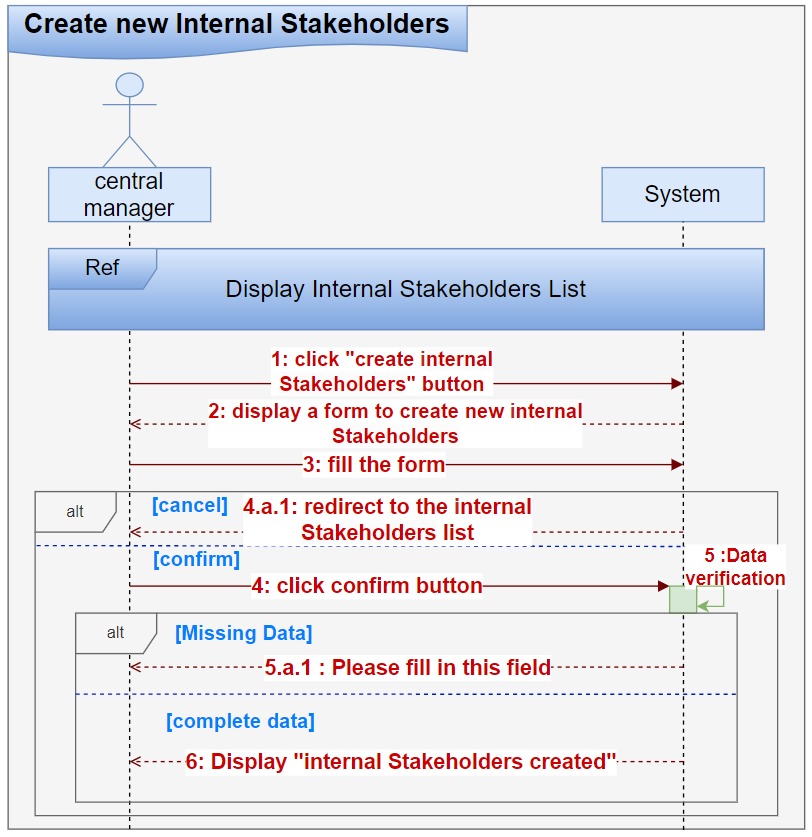 Create new Internal Stakeholders
central
manager
System
Ref
Display Internal Stakeholders List
1: click "create internal
Stakeholders" button
2: display a form to create new internal
Stakeholders
3: fill the form
alt
[cancel]
4.a.1: redirect to the internal
Stakeholders list
[confirm]
5 :Data
verification
4: click confirm button
alt
[Missing Data]
5.a.1 : Please fill in this field
[complete data]
6: Display "internal Stakeholders created"